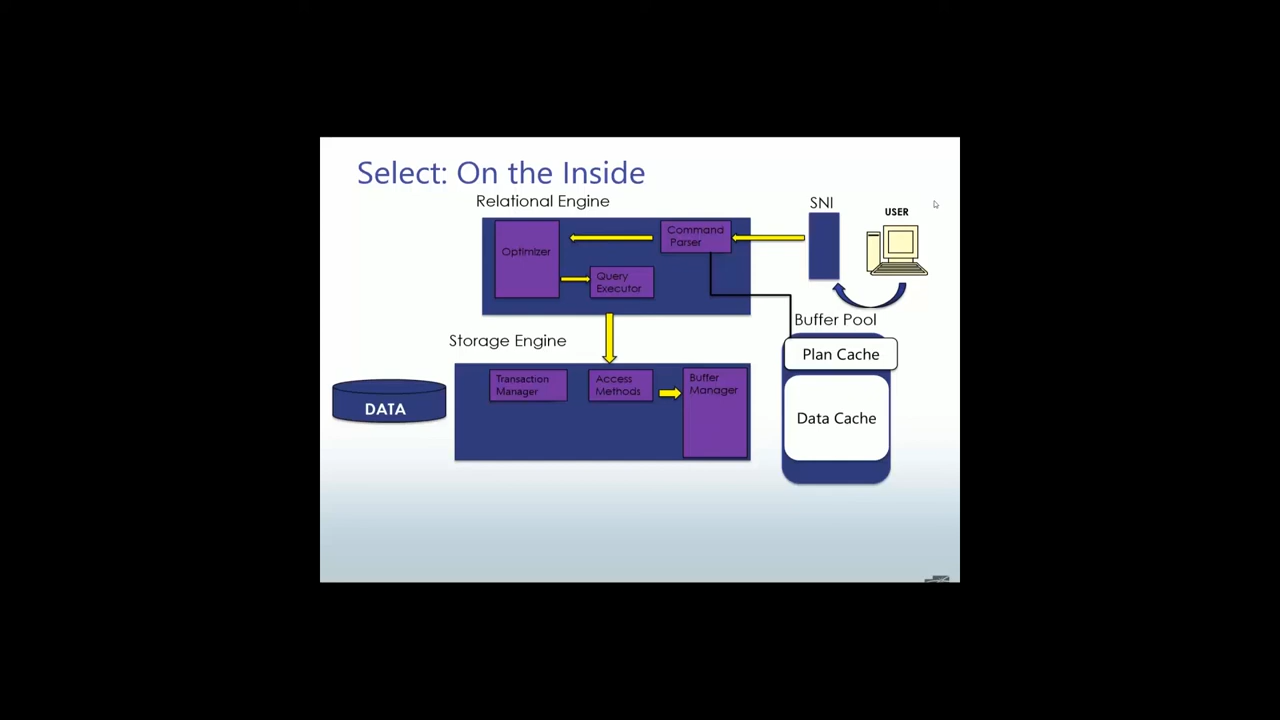 Select: On the Inside
Relational Engine
SNI
USER
Command
Parser
Optimizer
Query
Executor
Buffer Pool
Storage Engine
Plan Cache
Transaction
Manager
Access
Methods
Buffer
Manager
DATA
Data Cache